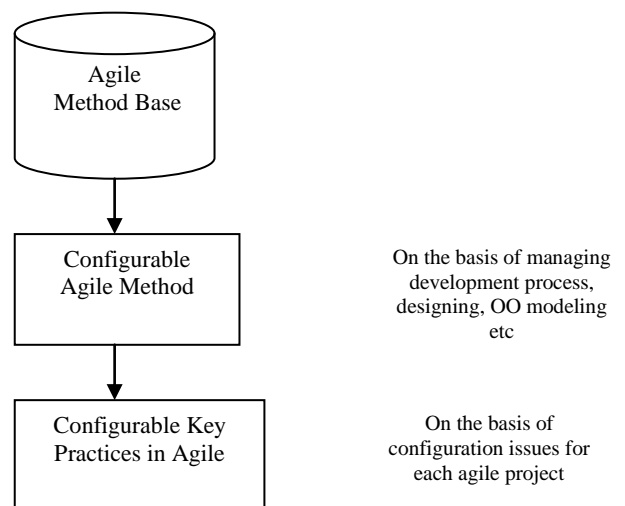 Agile
Method Base
Configurable
Agile Method
On the basis of managing
development process,
designing, OO modeling
etc
Configurable Key
Practices in Agile
On the basis of
configuration issues for
each agile project